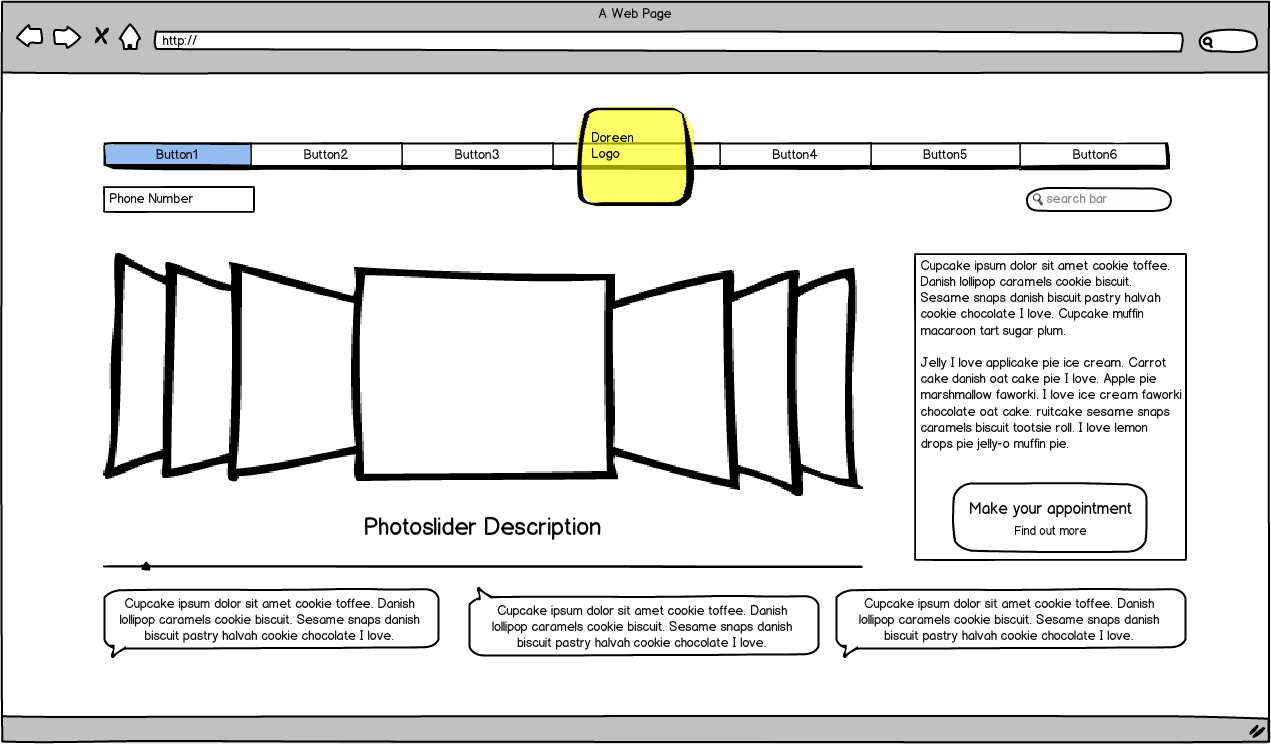 A Web Page
http://
Doreen
Logo
Button1
Button2
Button3
Button4
Button5
Button6
Phone Number
search bar
Cupcake ipsum dolor sit amet cookie toffee.
Danish lollipop caramels cookie biscuit.
Sesame snaps danish biscuit pastry halvah
cookie chocolate I love. Cupcake muffin
macaroon tart sugar plum.
Jelly I love applicake pie ice cream. Carrot
cake danish oat cake pie I love. Apple pie
marshmallow faworki. I love ice cream faworki
chocolate oat cake. ruitcake sesame snaps
caramels biscuit tootsie roll. I love lemon
drops pie jelly-o muffin pie.
Make your appointment
Find out more
Photoslider Description
Cupcake ipsum dolor sit amet cookie toffee. Danish
lollipop caramels cookie biscuit. Sesame snaps danish
biscuit pastry halvah cookie chocolate I love.
Cupcake ipsum dolor sit amet cookie toffee. Danish
lollipop caramels cookie biscuit. Sesame snaps danish
biscuit pastry halvah cookie chocolate I love.
Cupcake ipsum dolor sit amet cookie toffee. Danish
lollipop caramels cookie biscuit. Sesame snaps danish
biscuit pastry halvah cookie chocolate I love.